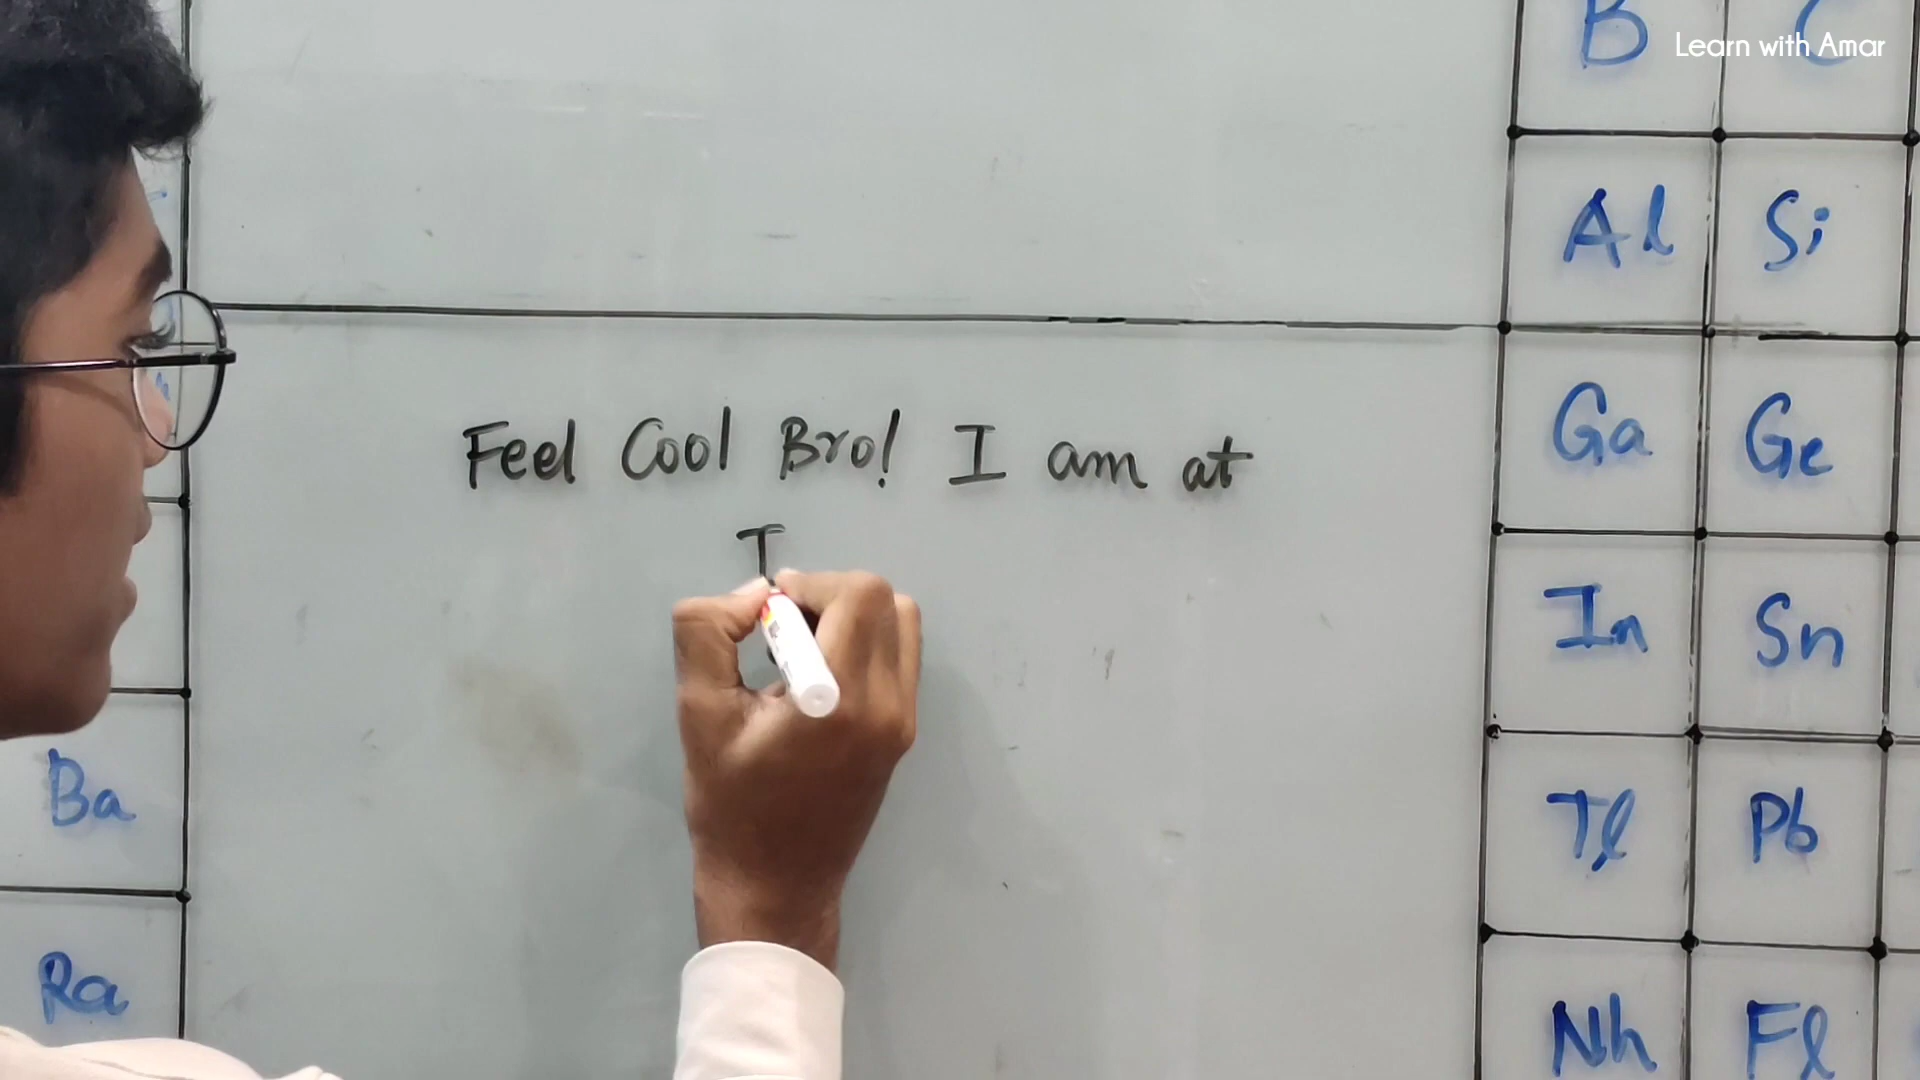 B C
Learn with Amar
Al Si
Feel Cool Bro! I am at
Ga Ge
In Sn
Ba
Tl Pb
Ra
Nh Fl